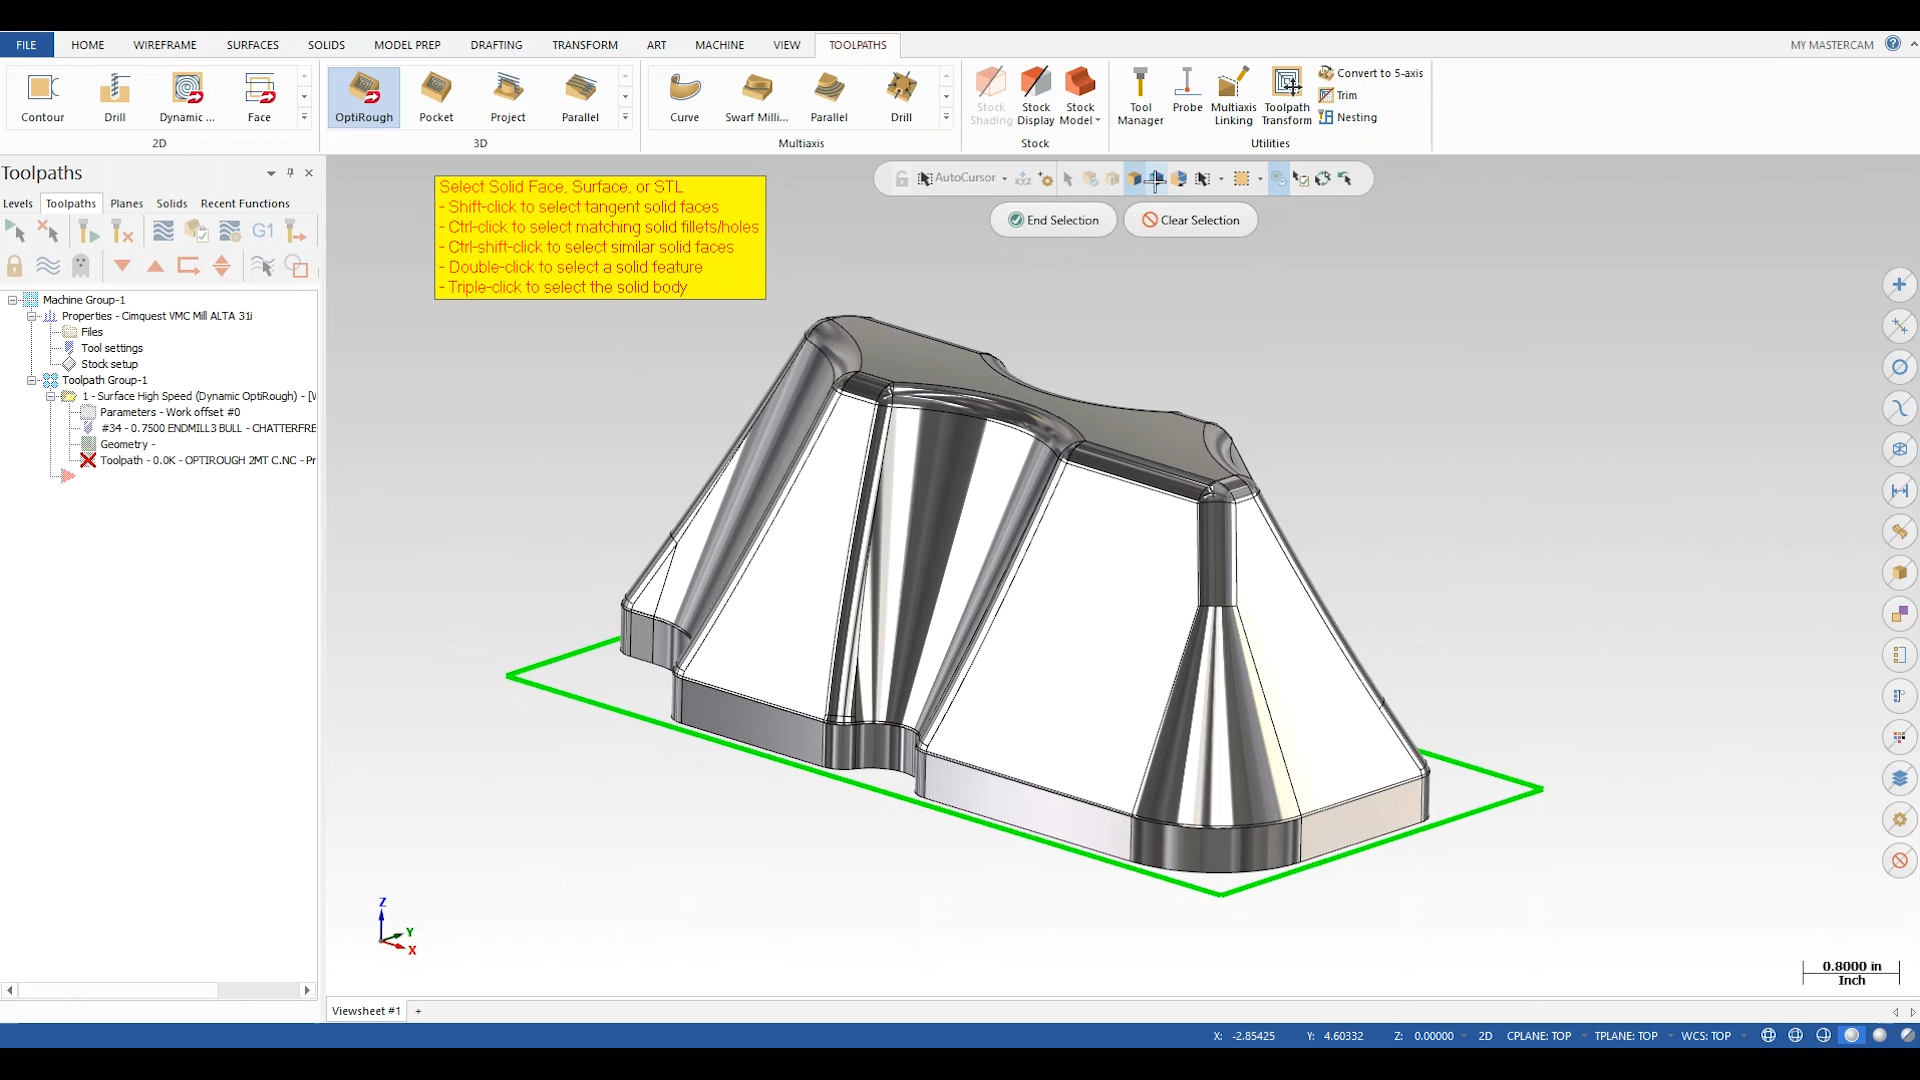 FILE HOME WIREFRAME SURFACES SOLIDS MODEL PREP DRAFTING TRANSFORM ART MACHINE VIEW TOOLPATHS MY MASTERCAM
Contour Drill Dynamic ... Face
2D
OptiRough Pocket Project Parallel
3D
Curve Swarf Milli... Parallel Drill
Multiaxis
Stock Shading
Stock Display
Stock Model
Stock
Tool Manager
Probe
Multiaxis Linking
Toolpath Transform
Convert to 5-axis
Trim
Nesting
Utilities
Toolpaths
Levels Toolpaths Planes Solids Recent Functions
G1
Machine Group-1
Properties - Cimquest VMC Mill ALTA 31i
Files
Tool settings
Stock setup
Toolpath Group-1
1 - Surface High Speed (Dynamic OptiRough) - [W
Parameters - Work offset #0
#34 - 0.7500 ENDMILL3 BULL - CHATTERFRE
Geometry -
Toolpath - 0.0K - OPTIROUGH 2MT C.NC - Pr
Select Solid Face, Surface, or STL
- Shift-click to select tangent solid faces
- Ctrl-click to select matching solid fillets/holes
- Ctrl-shift-click to select similar solid faces
- Double-click to select a solid feature
- Triple-click to select the solid body
AutoCursor
End Selection Clear Selection
Z
Y
X
0.8000 in
Inch
Viewsheet #1 +
X: -2.85425 Y: 4.60332 Z: 0.00000 2D CPLANE: TOP TPLANE: TOP WCS: TOP